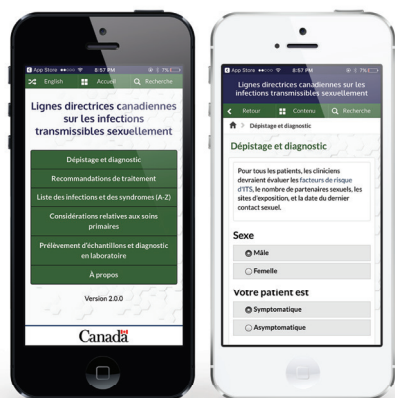 App Store 8:57 PM 7%
English Accueil Recherche
Lignes directrices canadiennes
sur les infections
transmissibles sexuellement
Dépistage et diagnostic
Recommandations de traitement
Liste des infections et des syndromes (A-Z)
Considérations relatives aux soins
primaires
Prélèvement d'échantillons et diagnostic
en laboratoire
À propos
Version 2.0.0
Canada
App Store 8:57 PM 7%
Lignes directrices canadiennes sur les
infections transmissibles sexuellement
Retour Contenu Recherche
> Dépistage et diagnostic
Dépistage et diagnostic
Pour tous les patients, les cliniciens
devraient évaluer les facteurs de risque
d'ITS, le nombre de partenaires sexuels, les
sites d'exposition, et la date du dernier
contact sexuel.
Sexe
Mâle
Femelle
Votre patient est
Symptomatique
Asymptomatique